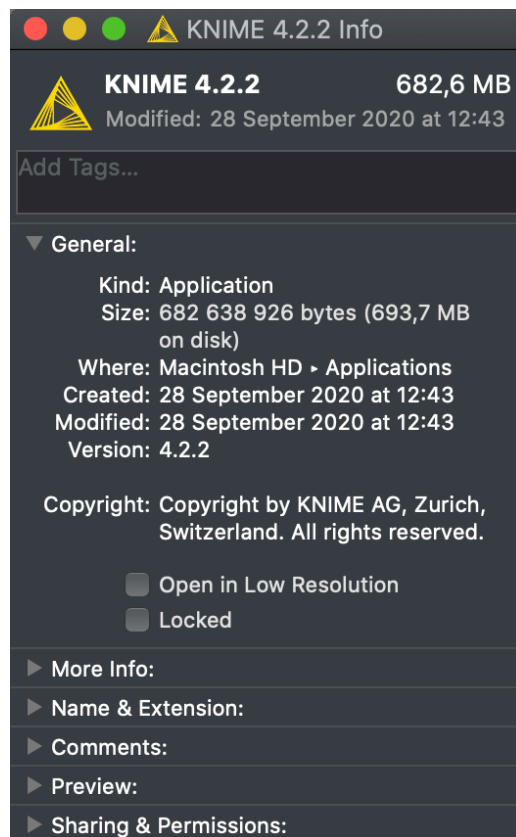 KNIME 4.2.2 Info
KNIME 4.2.2 682,6 MB
Modified: 28 September 2020 at 12:43
Add Tags...
General:
Kind: Application
Size: 682 638 926 bytes (693,7 MB
on disk)
Where: Macintosh HD ▸ Applications
Created: 28 September 2020 at 12:43
Modified: 28 September 2020 at 12:43
Version: 4.2.2
Copyright: Copyright by KNIME AG, Zurich,
Switzerland. All rights reserved.
Open in Low Resolution
Locked
More Info:
Name & Extension:
Comments:
Preview:
Sharing & Permissions: